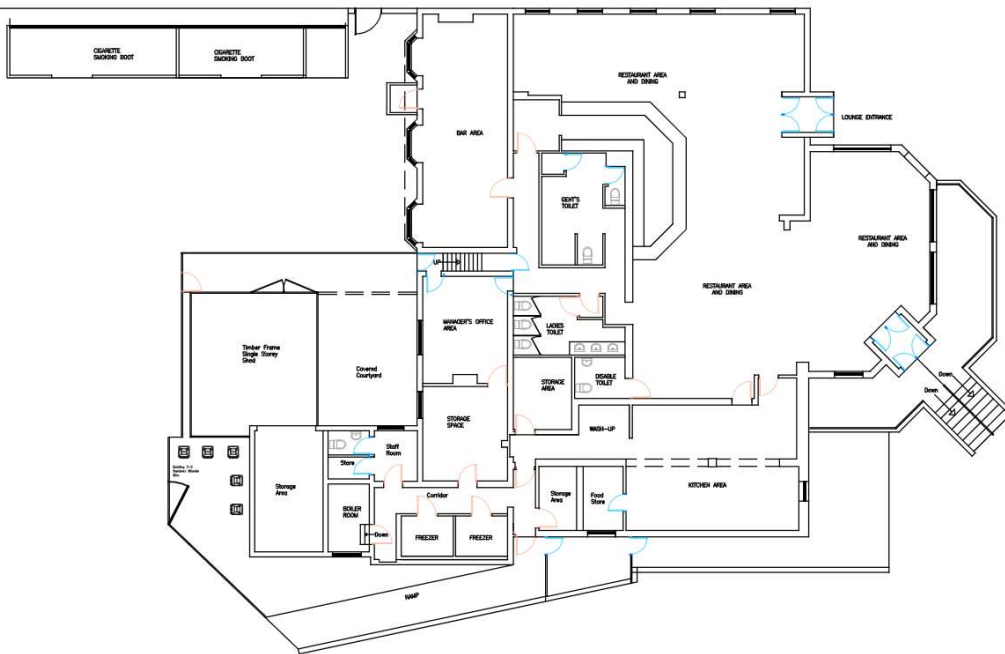 CIGARETTE
SMOKING BOOT
CIGARETTE
SMOKING BOOT
RESTAURANT AREA
AND DINING
LOUNGE ENTRANCE
BAR AREA
GENT'S
TOILET
RESTAURANT AREA
AND DINING
UP
RESTAURANT AREA
AND DINING
MANAGER'S OFFICE
AREA
LADIES
TOILET
Timber Frame
Single Storey
Shed
Covered
Courtyard
STORAGE
AREA
DISABLE
TOILET
Down
Down
STORAGE
SPACE
WASH-UP
Staff
Room
Store
Storage
Area
Corridor
KITCHEN AREA
Storage
Area
Food
Store
BOILER
ROOM
Down
FREEZER
FREEZER
RAMP